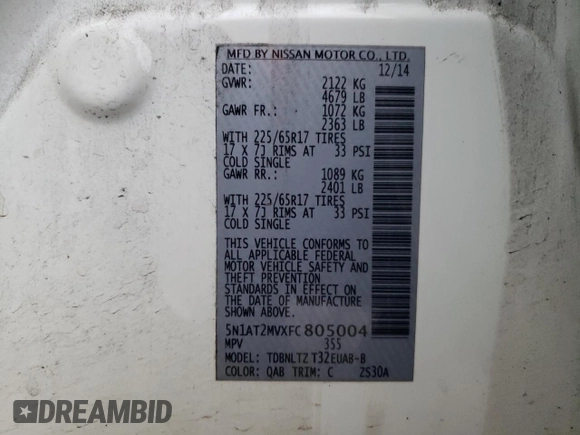 MFD BY NISSAN MOTOR CO., LTD.
DATE: 12/14
GVWR: 2122 KG
4679 LB
GAWR FR.: 1072 KG
2363 LB
WITH 225/65R17 TIRES
17 X 7J RIMS AT 33 PSI
COLD SINGLE
GAWR RR.: 1089 KG
2401 LB
WITH 225/65R17 TIRES
17 X 7J RIMS AT 33 PSI
COLD SINGLE
THIS VEHICLE CONFORMS TO
ALL APPLICABLE FEDERAL
MOTOR VEHICLE SAFETY AND
THEFT PREVENTION
STANDARDS IN EFFECT ON
THE DATE OF MANUFACTURE
SHOWN ABOVE.
5N1AT2MVXFC805004
MPV 355
MODEL: TDBNLTZ T32EUAB-B
COLOR: QAB TRIM: C ZS30A
DREAMBID